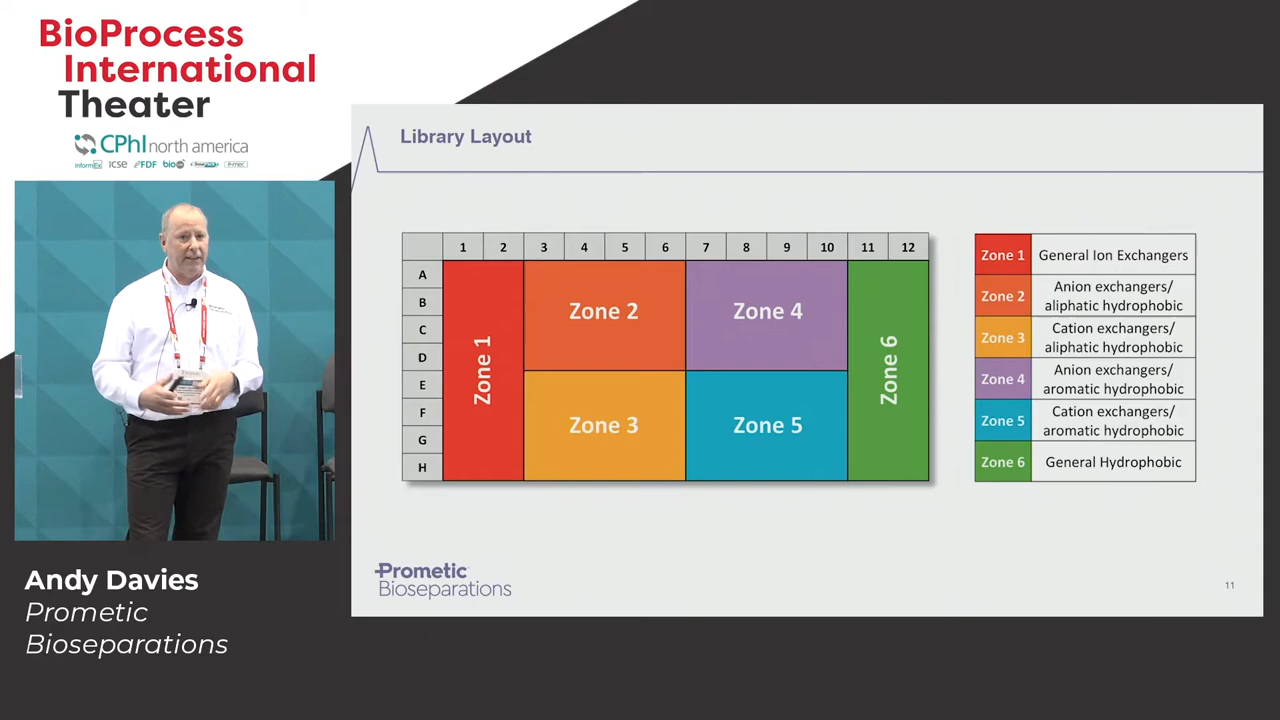 BioProcess
International
Theater
CPhI north america
informEx icse FDF bio P-MEC
Library Layout
1 2 3 4 5 6 7 8 9 10 11 12
A
B
C
D
E
F
G
H
Zone 1
Zone 2
Zone 3
Zone 4
Zone 5
Zone 6
Zone 1 General Ion Exchangers
Zone 2 Anion exchangers/
aliphatic hydrophobic
Zone 3 Cation exchangers/
aliphatic hydrophobic
Zone 4 Anion exchangers/
aromatic hydrophobic
Zone 5 Cation exchangers/
aromatic hydrophobic
Zone 6 General Hydrophobic
Prometic
Bioseparations
11
Andy Davies
Prometic
Bioseparations